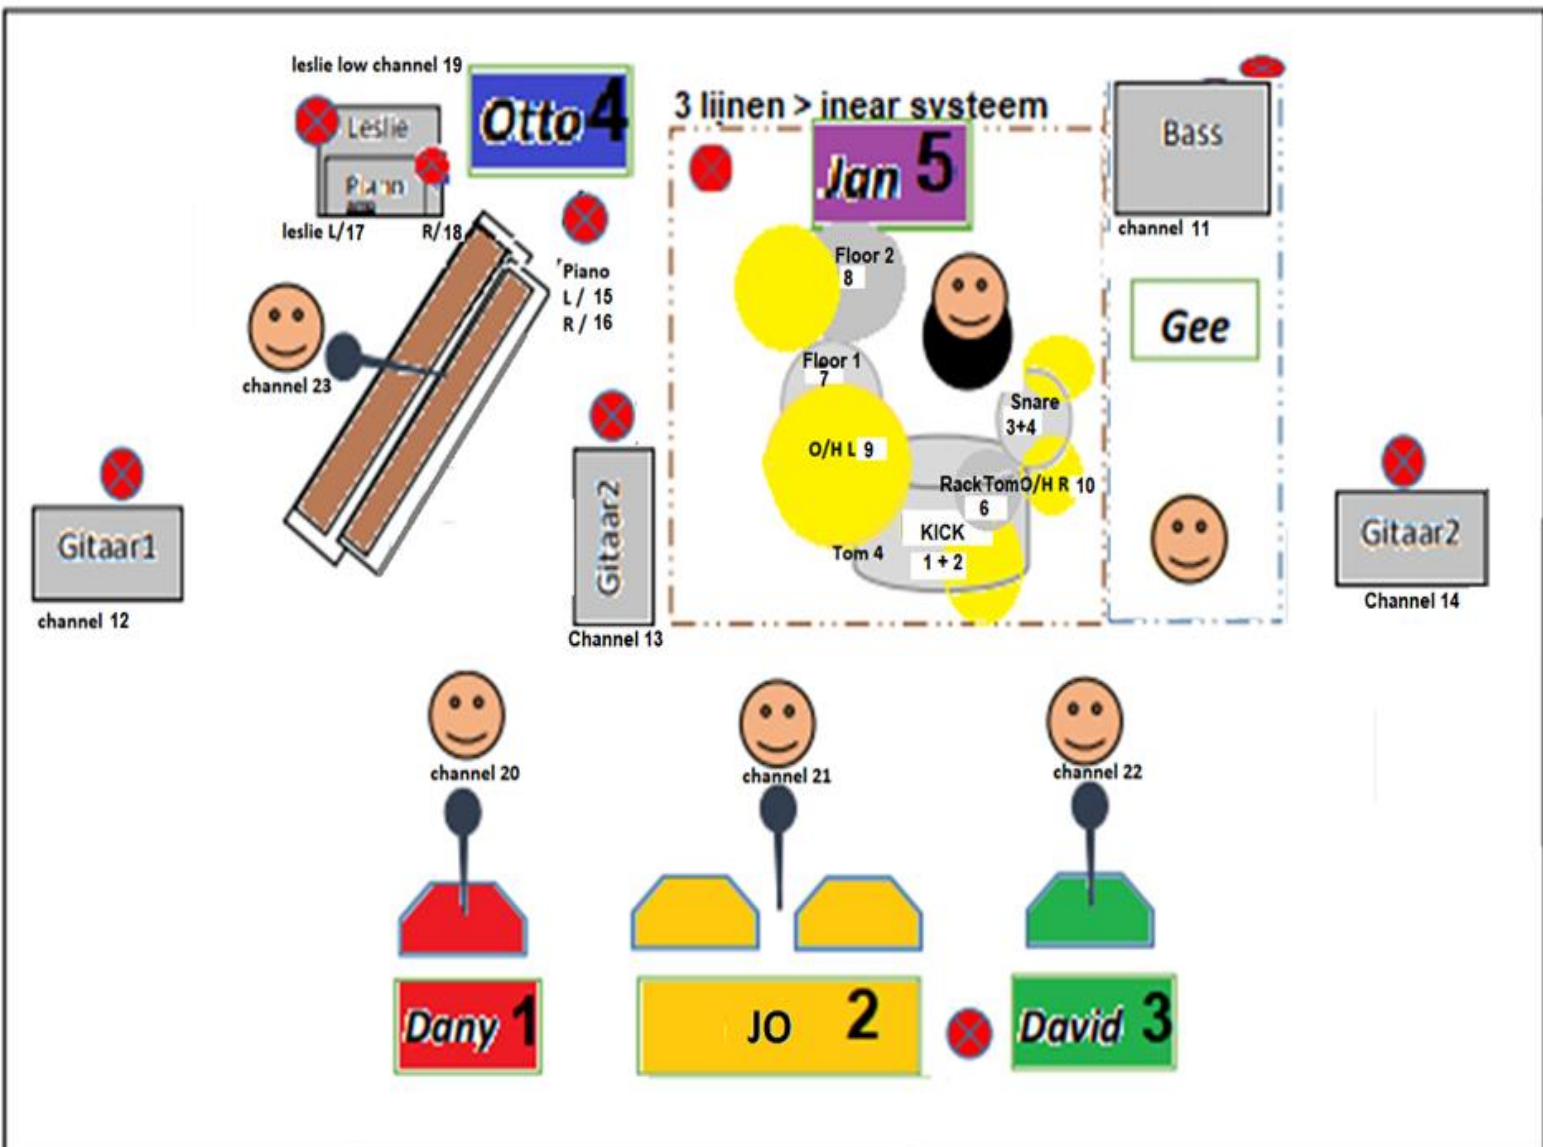 leslie low channel 19
Otto 4
3 lijnen > inear systeem
Leslie
Piano
leslie L/17
R/18
Jan 5
Bass
channel 11
Piano
L / 15
R / 16
channel 23
Floor 2
8
Gee
Floor 1
7
Snare
3+4
O/H L 9
Rack Tom
6
O/H R 10
KICK
1 + 2
Tom 4
Gitaar1
channel 12
Gitaar2
Channel 13
Gitaar2
Channel 14
channel 20
channel 21
channel 22
Dany 1
JO 2
David 3